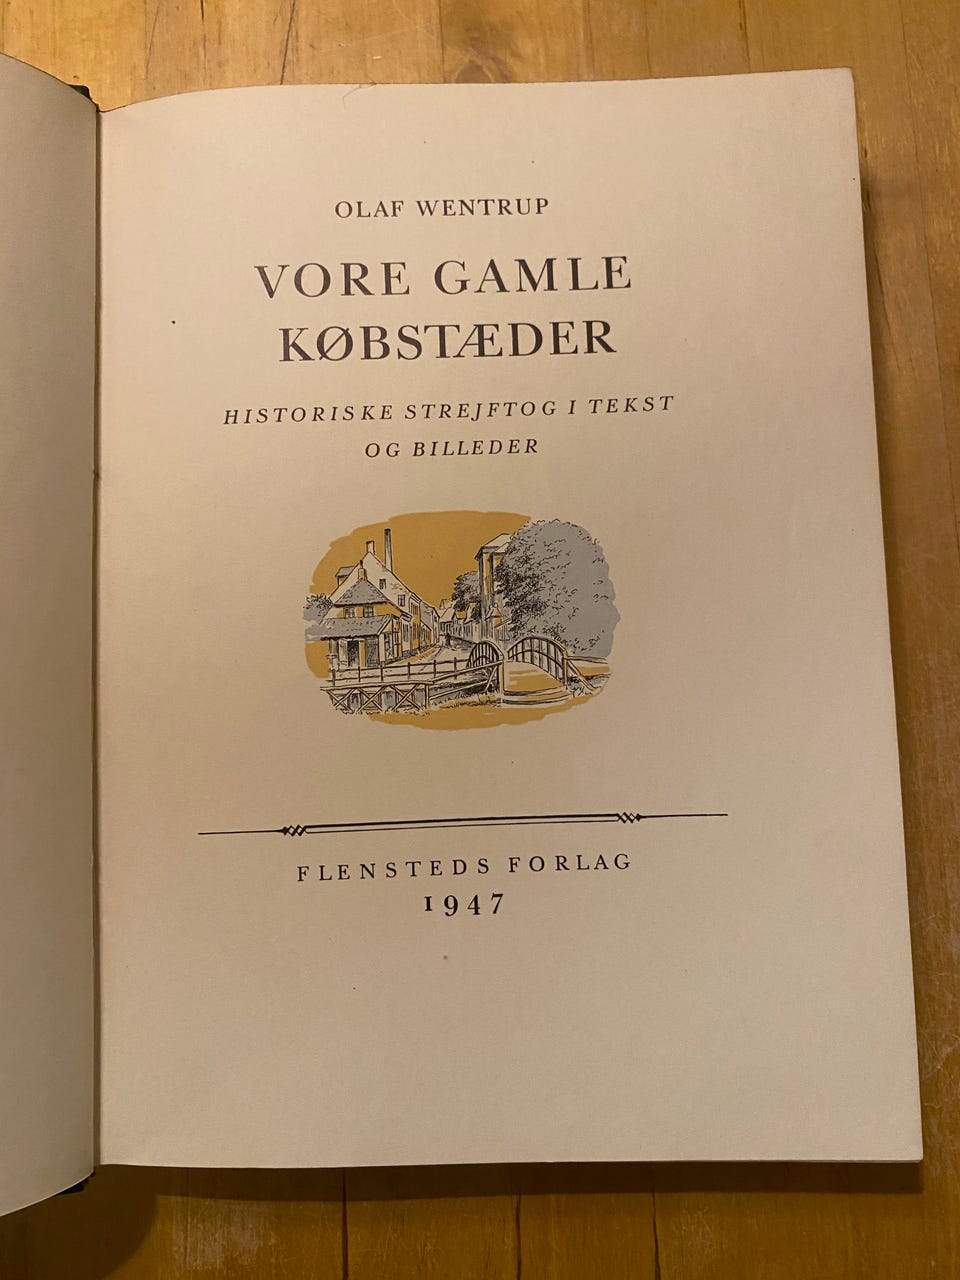 OLAF WENTRUP
VORE GAMLE
KØBSTÆDER
HISTORISKE STREJFTOG I TEKST
OG BILLEDER
FLENSTEDS FORLAG
1947